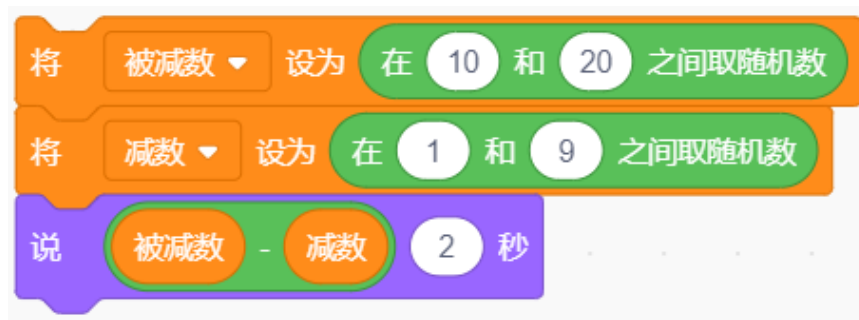 将 被减数 设为 在 10 和 20 之间取随机数
将 减数 设为 在 1 和 9 之间取随机数
说 被减数 - 减数 2 秒